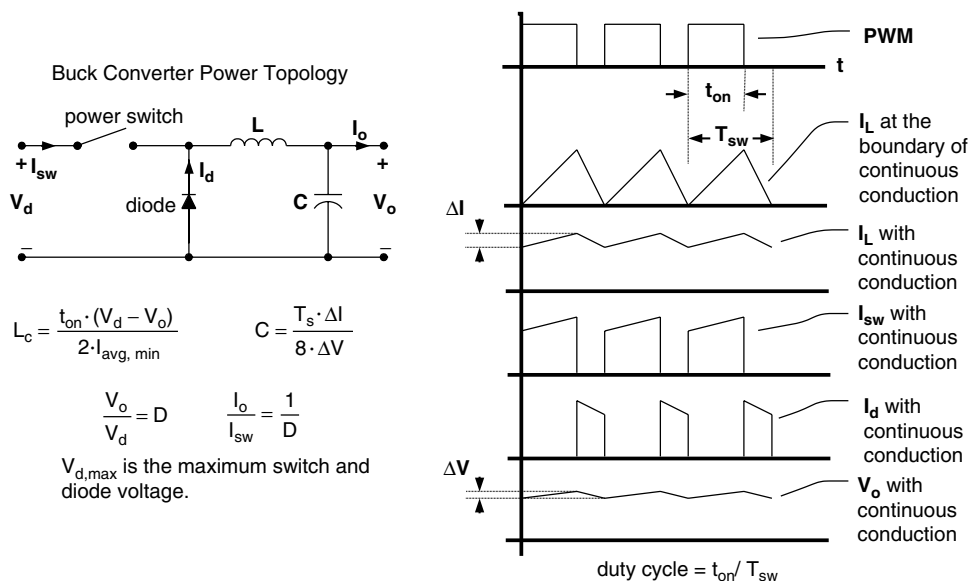 Buck Converter Power Topology
power switch
L
I_o
+
I_sw
+
I_d
V_d
diode
C
V_o
–
–
L_c = t_on · (V_d – V_o) / 2 · I_avg, min
C = T_s · ΔI / 8 · ΔV
V_o / V_d = D
I_o / I_sw = 1 / D
V_d,max is the maximum switch and
diode voltage.
PWM
t
t_on
T_sw
I_L at the
boundary of
continuous
conduction
ΔI
I_L with
continuous
conduction
I_sw with
continuous
conduction
I_d with
continuous
conduction
ΔV
V_o with
continuous
conduction
duty cycle = t_on / T_sw